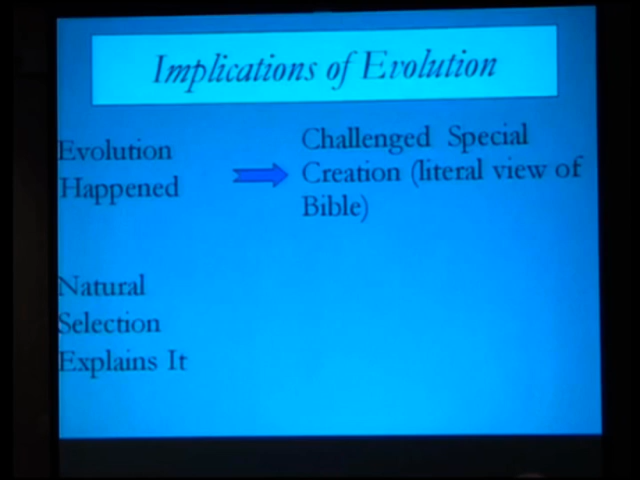 Implications of Evolution
Evolution
Happened
Challenged Special
Creation (literal view of
Bible)
Natural
Selection
Explains It